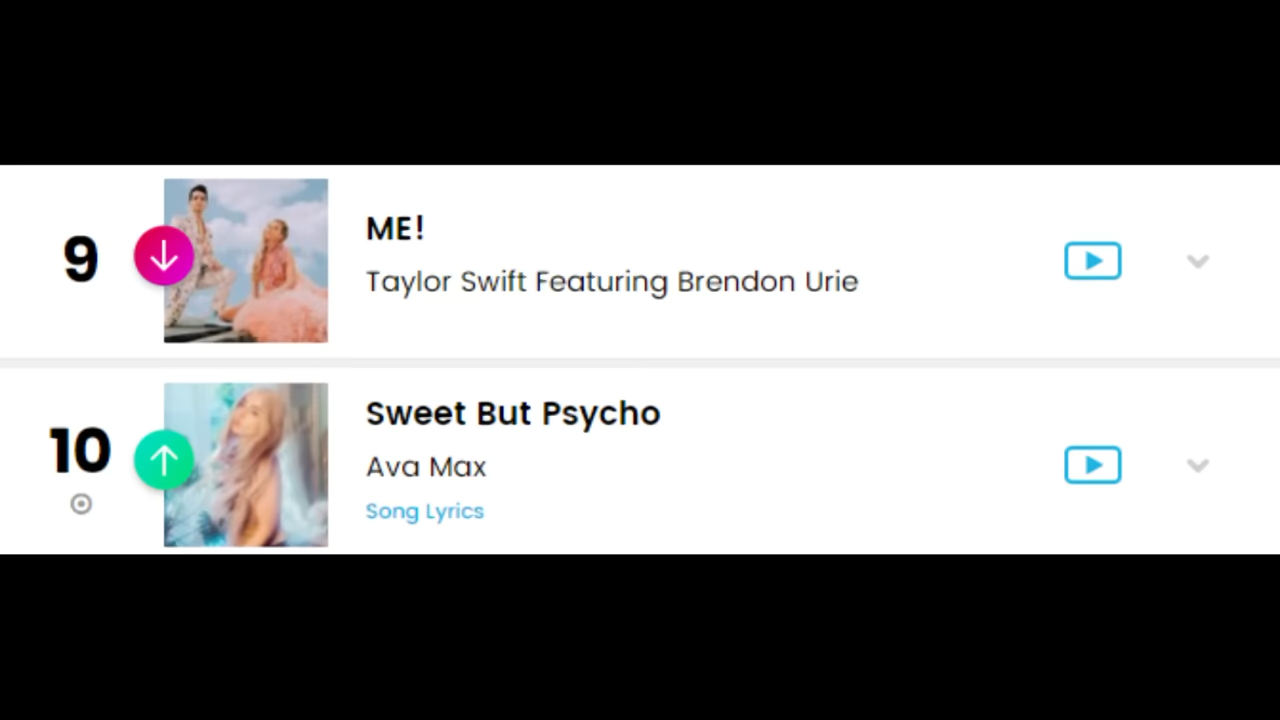 9
ME!
Taylor Swift Featuring Brendon Urie
10
Sweet But Psycho
Ava Max
Song Lyrics